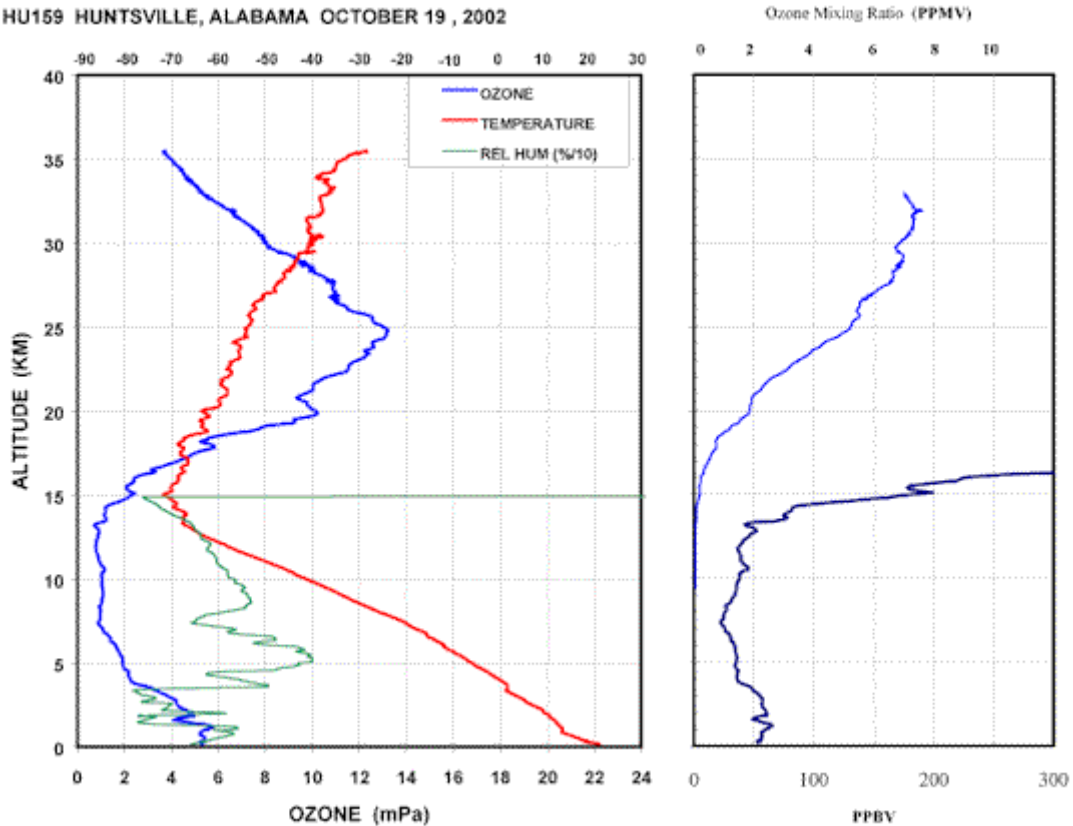 HU159 HUNTSVILLE, ALABAMA OCTOBER 19 , 2002
Ozone Mixing Ratio (PPMV)
-90 -80 -70 -60 -50 -40 -30 -20 -10 0 10 20 30
0 2 4 6 8 10
40
35
30
25
20
15
10
5
0
ALTITUDE (KM)
OZONE
TEMPERATURE
REL HUM (%/10)
0 2 4 6 8 10 12 14 16 18 20 22 24
OZONE (mPa)
0 100 200 300
PPBV